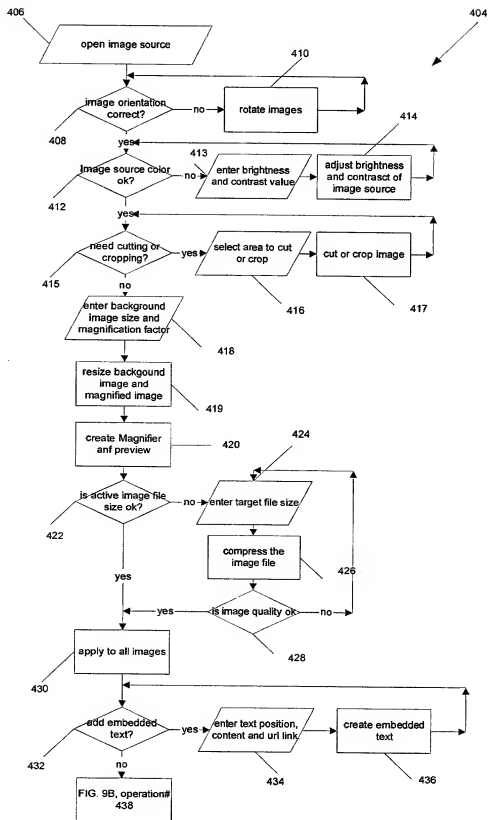 406
404
open image source
410
image orientation
correct?
no
rotate images
408
yes
414
413
Image source color
ok?
no
enter brightness
and contrast value
adjust brightness
and contrasct of
image source
412
yes
need cutting or
cropping?
yes
select area to cut
or crop
cut or crop image
415
416
417
no
enter background
image size and
magnification factor
418
resize backgound
image and
magnified image
419
create Magnifier
anf preview
420
424
is active image file
size ok?
no
enter target file size
422
compress the
image file
426
yes
yes
is image quality ok
no
428
apply to all images
430
add embedded
text?
yes
enter text position,
content and url link
create embedded
text
432
434
436
no
FIG. 9B, operation#
438